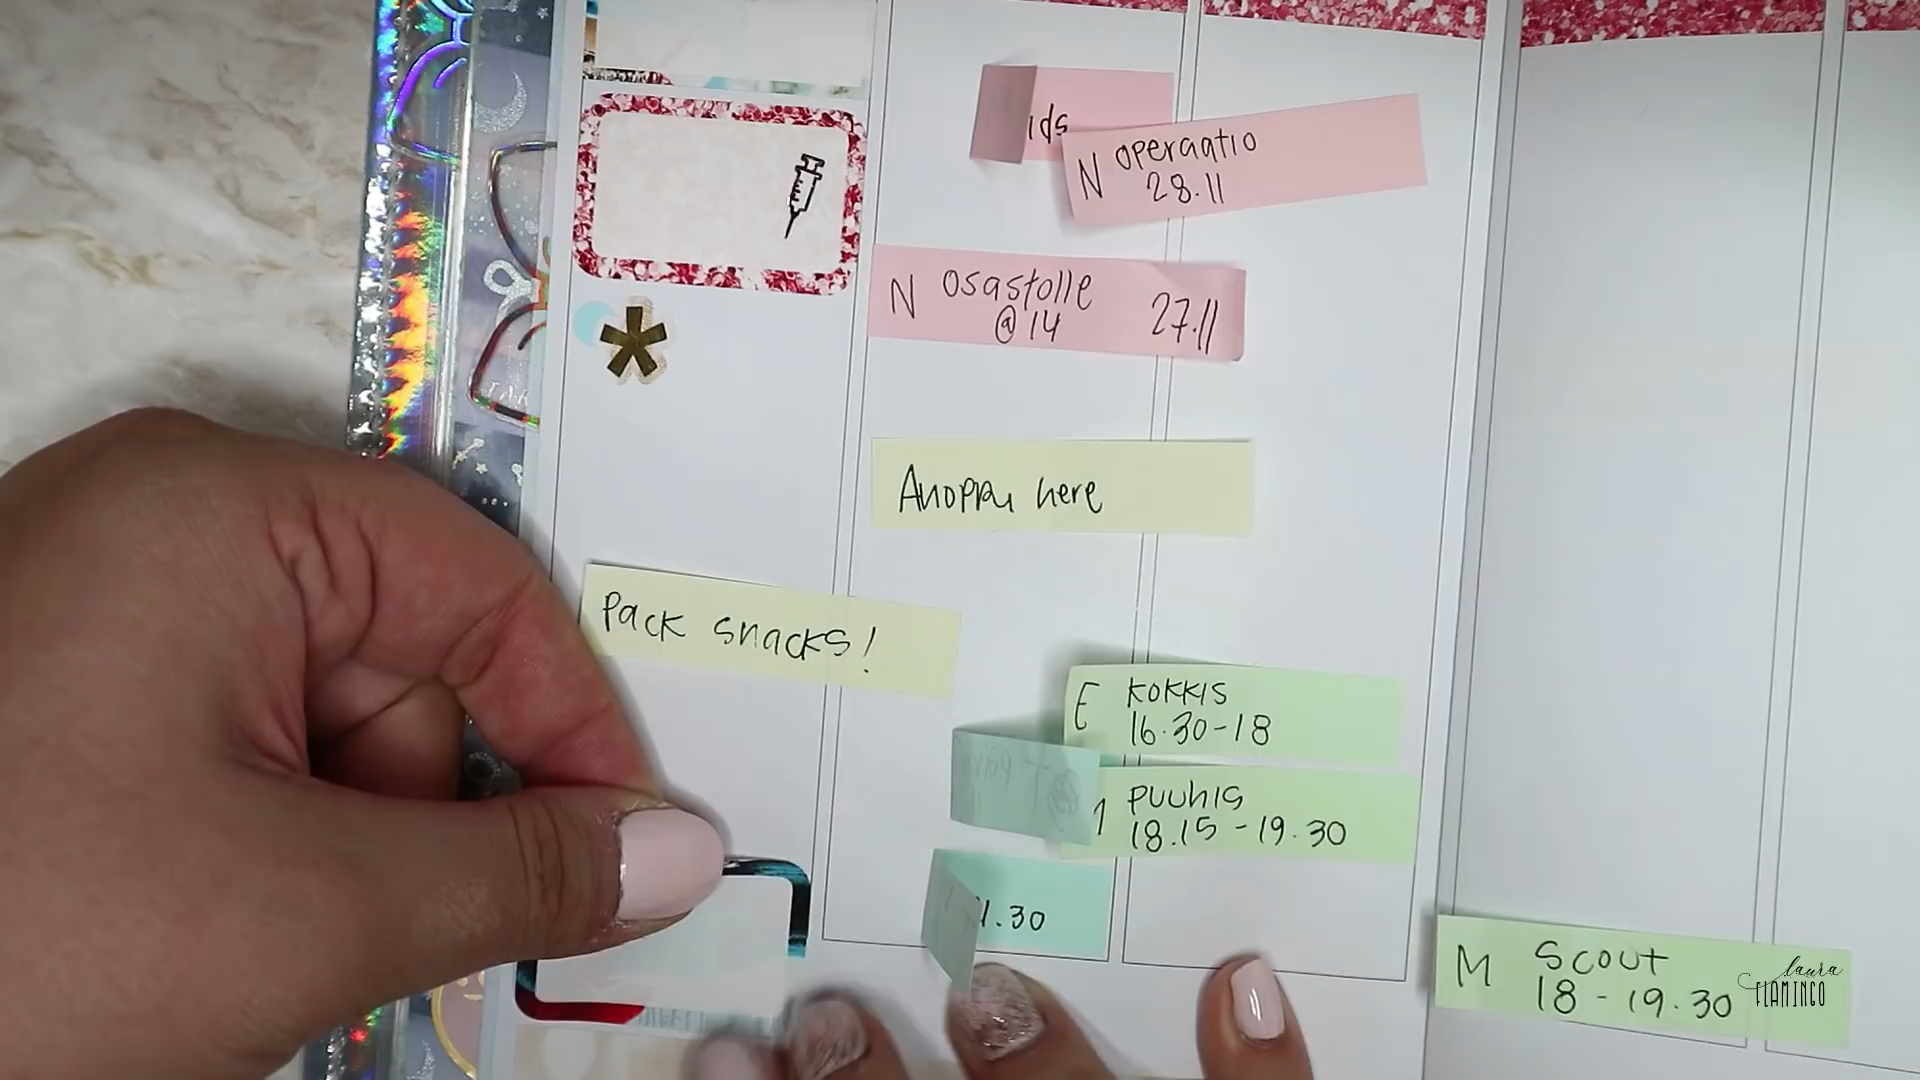 ids
N operaatio
28.11
N osastolle 27.11
@ 14
Anoppi here
Pack snacks!
E KOKKIS
16.30-18
PUUHIS
18.15 - 19.30
.30
M SCOUT
18 - 19.30
laura
FLAMINGO